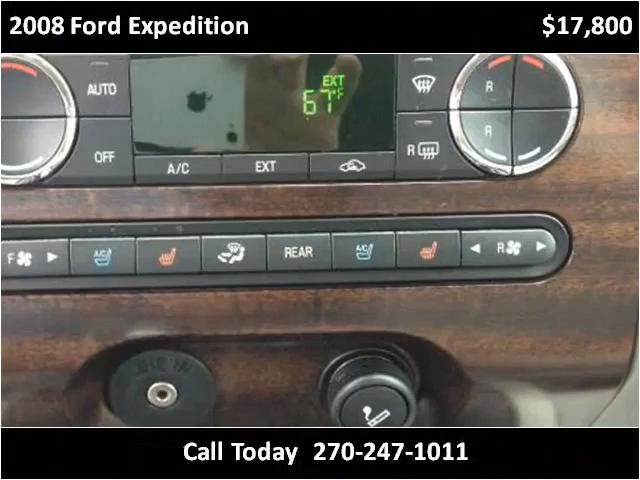 2008 Ford Expedition $17,800
EXT
67°F
AUTO
R
OFF
R
R
A/C EXT
F A/C REAR A/C R
Call Today 270-247-1011